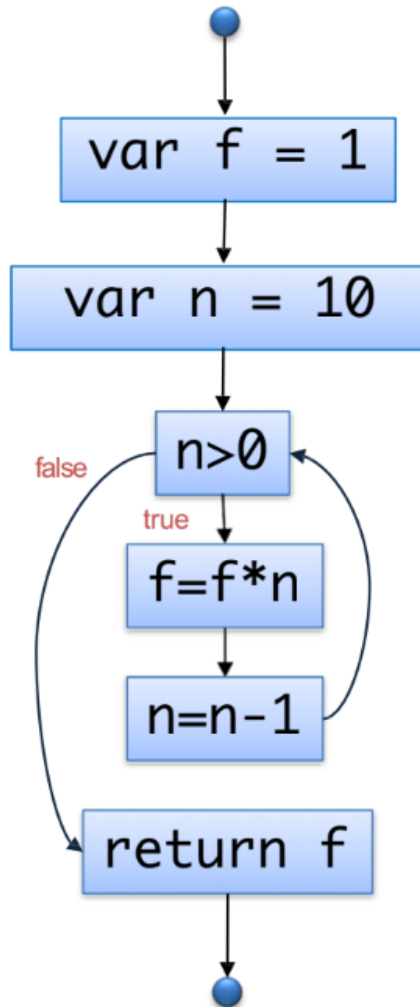 var f = 1
var n = 10
n>0
false
true
f=f*n
n=n-1
return f